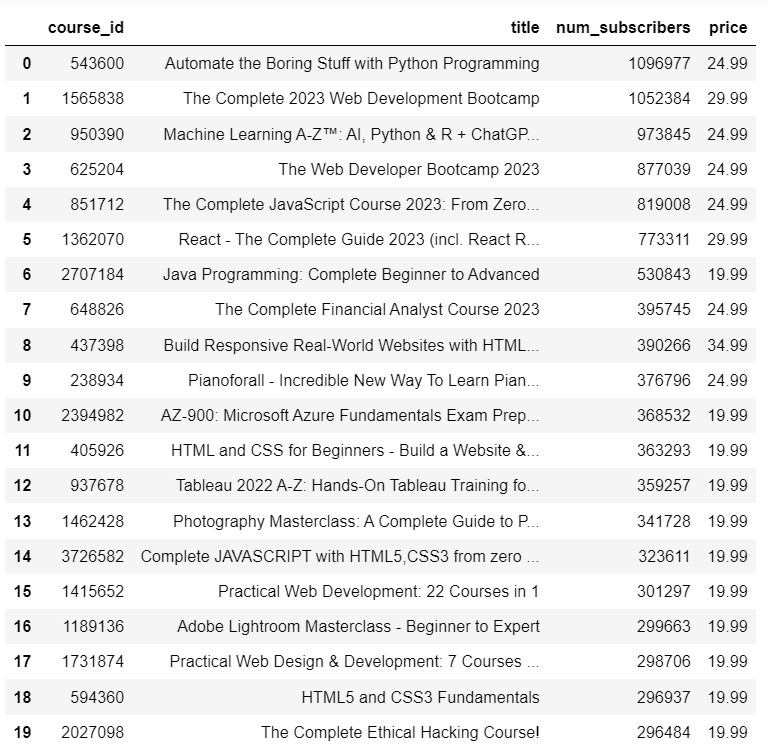 course_id title num_subscribers price
0 543600 Automate the Boring Stuff with Python Programming 1096977 24.99
1 1565838 The Complete 2023 Web Development Bootcamp 1052384 29.99
2 950390 Machine Learning A-Z™: AI, Python & R + ChatGP... 973845 24.99
3 625204 The Web Developer Bootcamp 2023 877039 24.99
4 851712 The Complete JavaScript Course 2023: From Zero... 819008 24.99
5 1362070 React - The Complete Guide 2023 (incl. React R... 773311 29.99
6 2707184 Java Programming: Complete Beginner to Advanced 530843 19.99
7 648826 The Complete Financial Analyst Course 2023 395745 24.99
8 437398 Build Responsive Real-World Websites with HTML... 390266 34.99
9 238934 Pianoforall - Incredible New Way To Learn Pian... 376796 24.99
10 2394982 AZ-900: Microsoft Azure Fundamentals Exam Prep... 368532 19.99
11 405926 HTML and CSS for Beginners - Build a Website &... 363293 19.99
12 937678 Tableau 2022 A-Z: Hands-On Tableau Training fo... 359257 19.99
13 1462428 Photography Masterclass: A Complete Guide to P... 341728 19.99
14 3726582 Complete JAVASCRIPT with HTML5,CSS3 from zero ... 323611 19.99
15 1415652 Practical Web Development: 22 Courses in 1 301297 19.99
16 1189136 Adobe Lightroom Masterclass - Beginner to Expert 299663 19.99
17 1731874 Practical Web Design & Development: 7 Courses ... 298706 19.99
18 594360 HTML5 and CSS3 Fundamentals 296937 19.99
19 2027098 The Complete Ethical Hacking Course! 296484 19.99